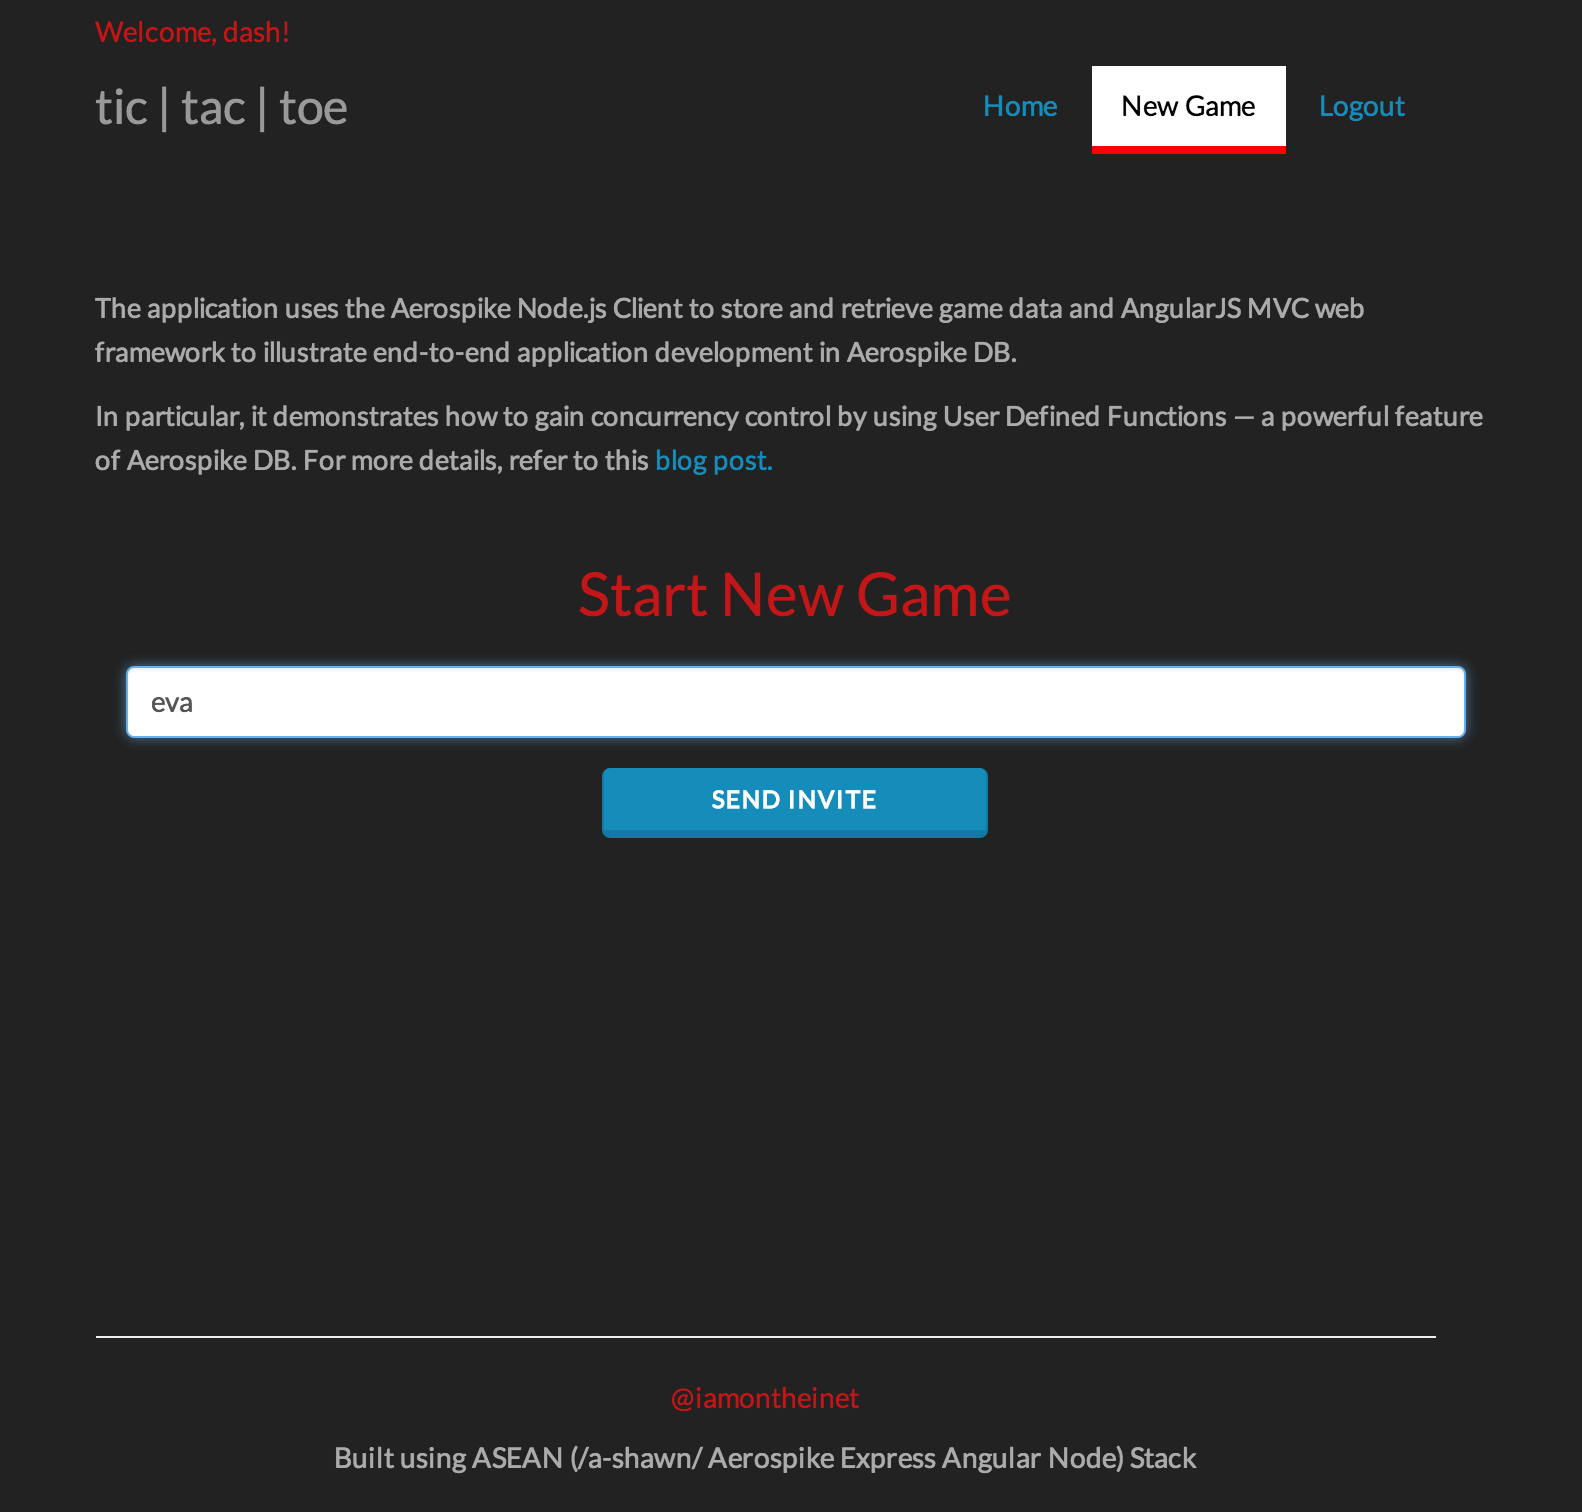 Welcome, dash!
tic | tac | toe
Home
New Game
Logout
The application uses the Aerospike Node.js Client to store and retrieve game data and AngularJS MVC web
framework to illustrate end-to-end application development in Aerospike DB.
In particular, it demonstrates how to gain concurrency control by using User Defined Functions — a powerful feature
of Aerospike DB. For more details, refer to this blog post.
Start New Game
eva
SEND INVITE
@iamontheinet
Built using ASEAN (/a-shawn/ Aerospike Express Angular Node) Stack